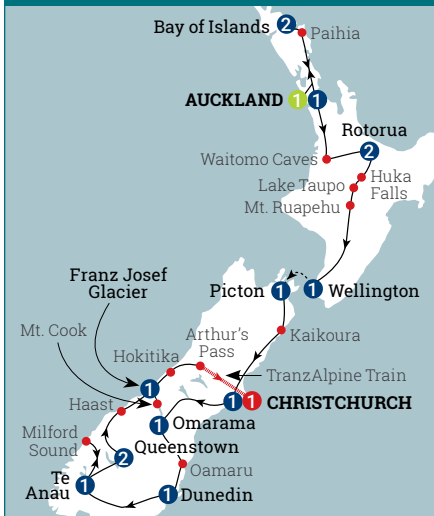 Bay of Islands 2
Paihia
AUCKLAND 1 1
Rotorua
2
Waitomo Caves
Huka
Falls
Lake Taupo
Mt. Ruapehu
Franz Josef
Glacier
Picton 1
1 Wellington
Mt. Cook
Arthur's
Pass
Kaikoura
Hokitika
TranzAlpine Train
1
1 1 CHRISTCHURCH
Haast
1 Omarama
Milford
Sound
Queenstown
2
Oamaru
Te
Anau 1
1 Dunedin